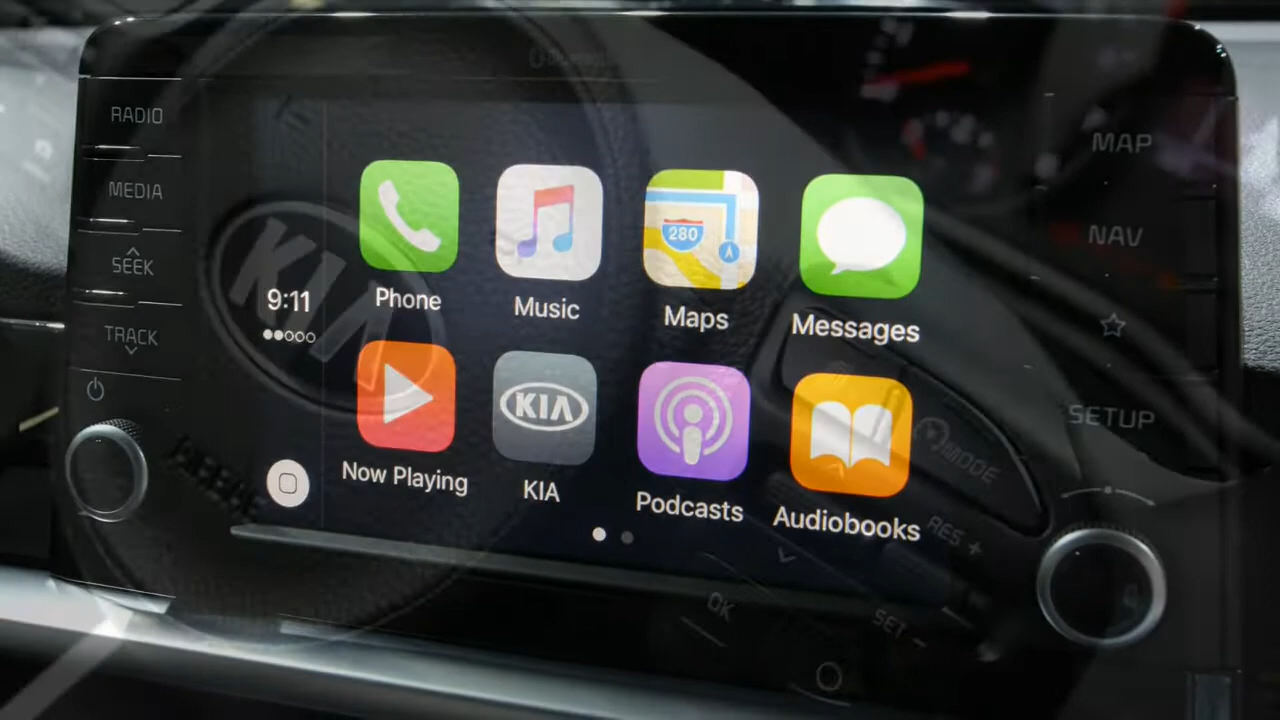 RADIO
MEDIA
SEEK
TRACK
9:11
Phone
Music
280
Maps
Messages
Now Playing
KIA
KIA
Podcasts
Audiobooks
MAP
NAV
SETUP
KIA
MODE
RES +
OK
SET -